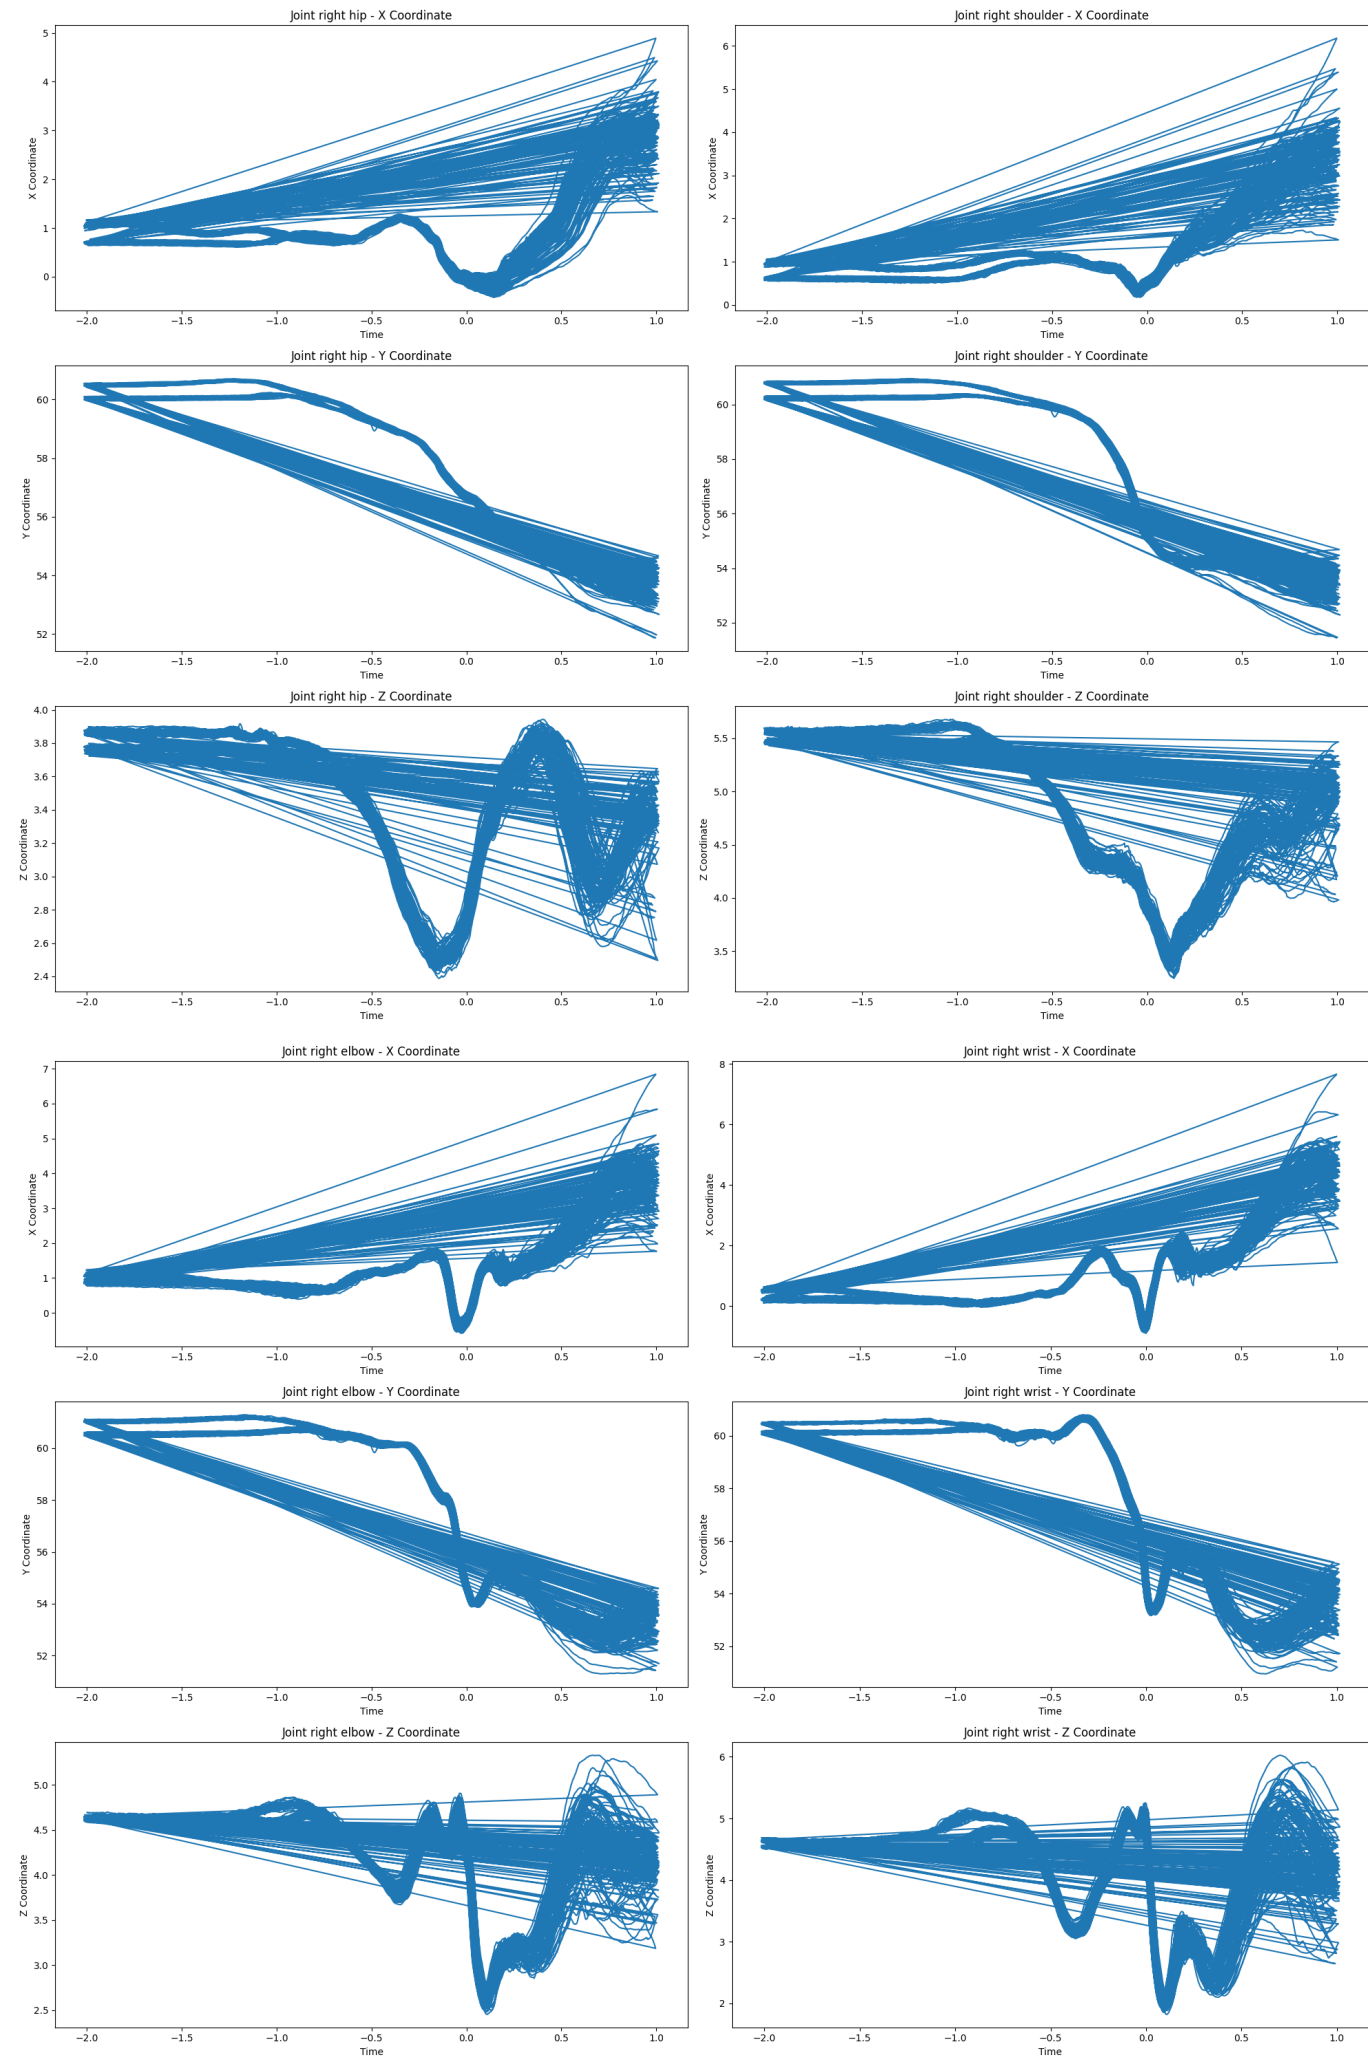 Joint right hip - X Coordinate
X Coordinate
5
4
3
2
1
0
−2.0 −1.5 −1.0 −0.5 0.0 0.5 1.0
Time
Joint right shoulder - X Coordinate
X Coordinate
6
5
4
3
2
1
0
−2.0 −1.5 −1.0 −0.5 0.0 0.5 1.0
Time
Joint right hip - Y Coordinate
Y Coordinate
60
58
56
54
52
−2.0 −1.5 −1.0 −0.5 0.0 0.5 1.0
Time
Joint right shoulder - Y Coordinate
Y Coordinate
60
58
56
54
52
−2.0 −1.5 −1.0 −0.5 0.0 0.5 1.0
Time
Joint right hip - Z Coordinate
Z Coordinate
4.0
3.8
3.6
3.4
3.2
3.0
2.8
2.6
2.4
−2.0 −1.5 −1.0 −0.5 0.0 0.5 1.0
Time
Joint right shoulder - Z Coordinate
Z Coordinate
5.5
5.0
4.5
4.0
3.5
−2.0 −1.5 −1.0 −0.5 0.0 0.5 1.0
Time
Joint right elbow - X Coordinate
X Coordinate
7
6
5
4
3
2
1
0
−2.0 −1.5 −1.0 −0.5 0.0 0.5 1.0
Time
Joint right wrist - X Coordinate
X Coordinate
8
6
4
2
0
−2.0 −1.5 −1.0 −0.5 0.0 0.5 1.0
Time
Joint right elbow - Y Coordinate
Y Coordinate
60
58
56
54
52
−2.0 −1.5 −1.0 −0.5 0.0 0.5 1.0
Time
Joint right wrist - Y Coordinate
Y Coordinate
60
58
56
54
52
−2.0 −1.5 −1.0 −0.5 0.0 0.5 1.0
Time
Joint right elbow - Z Coordinate
Z Coordinate
5.0
4.5
4.0
3.5
3.0
2.5
−2.0 −1.5 −1.0 −0.5 0.0 0.5 1.0
Time
Joint right wrist - Z Coordinate
Z Coordinate
6
5
4
3
2
−2.0 −1.5 −1.0 −0.5 0.0 0.5 1.0
Time